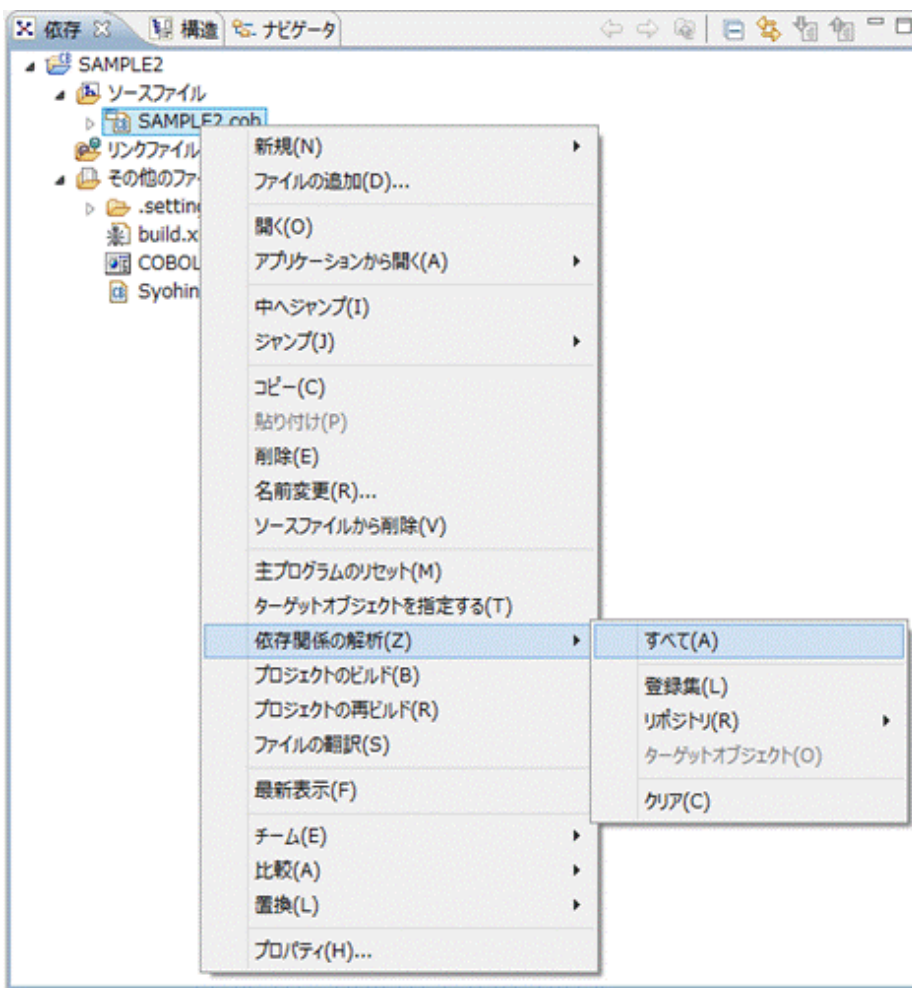 依存 構造 ナビゲータ
SAMPLE2
ソースファイル
SAMPLE2.cob
リンクファイル
その他のファ
.setting
build.x
COBOL
Syohin
新規(N)
ファイルの追加(D)...
開く(O)
アプリケーションから開く(A)
中へジャンプ(I)
ジャンプ(J)
コピー(C)
貼り付け(P)
削除(E)
名前変更(R)...
ソースファイルから削除(V)
主プログラムのリセット(M)
ターゲットオブジェクトを指定する(T)
依存関係の解析(Z)
プロジェクトのビルド(B)
プロジェクトの再ビルド(R)
ファイルの翻訳(S)
最新表示(F)
チーム(E)
比較(A)
置換(L)
プロパティ(H)...
すべて(A)
登録集(L)
リポジトリ(R)
ターゲットオブジェクト(O)
クリア(C)